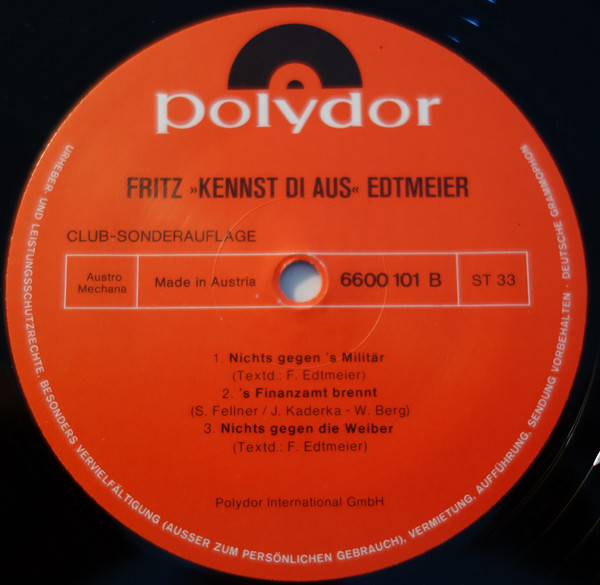 polydor
FRITZ »KENNST DI AUS« EDTMEIER
CLUB-SONDERAUFLAGE
Austro
Mechana
Made in Austria
6600 101 B
ST 33
1. Nichts gegen 's Militär
(Textd.: F. Edtmeier)
2. 's Finanzamt brennt
(S. Fellner / J. Kaderka - W. Berg)
3. Nichts gegen die Weiber
(Textd.: F. Edtmeier)
Polydor International GmbH
URHEBER- UND LEISTUNGSSCHUTZRECHTE, BESONDERS VERVIELFÄLTIGUNG (AUSSER ZUM PERSÖNLICHEN GEBRAUCH), VERMIETUNG, AUFFÜHRUNG, SENDUNG VORBEHALTEN · DEUTSCHE GRAMMOPHON